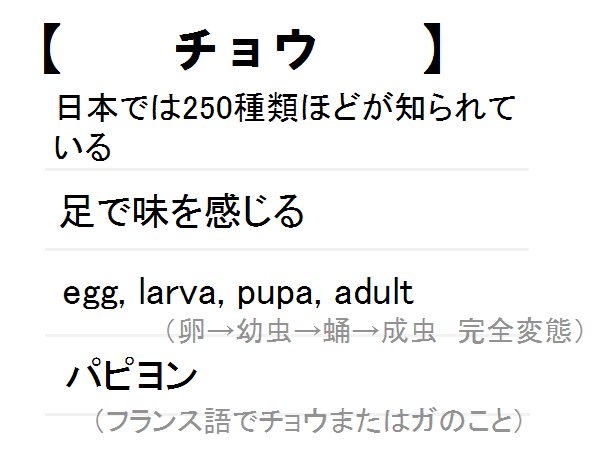 【　チョウ　】
日本では250種類ほどが知られて
いる
足で味を感じる
egg, larva, pupa, adult
（卵→幼虫→蛹→成虫　完全変態）
パピヨン
（フランス語でチョウまたはガのこと）